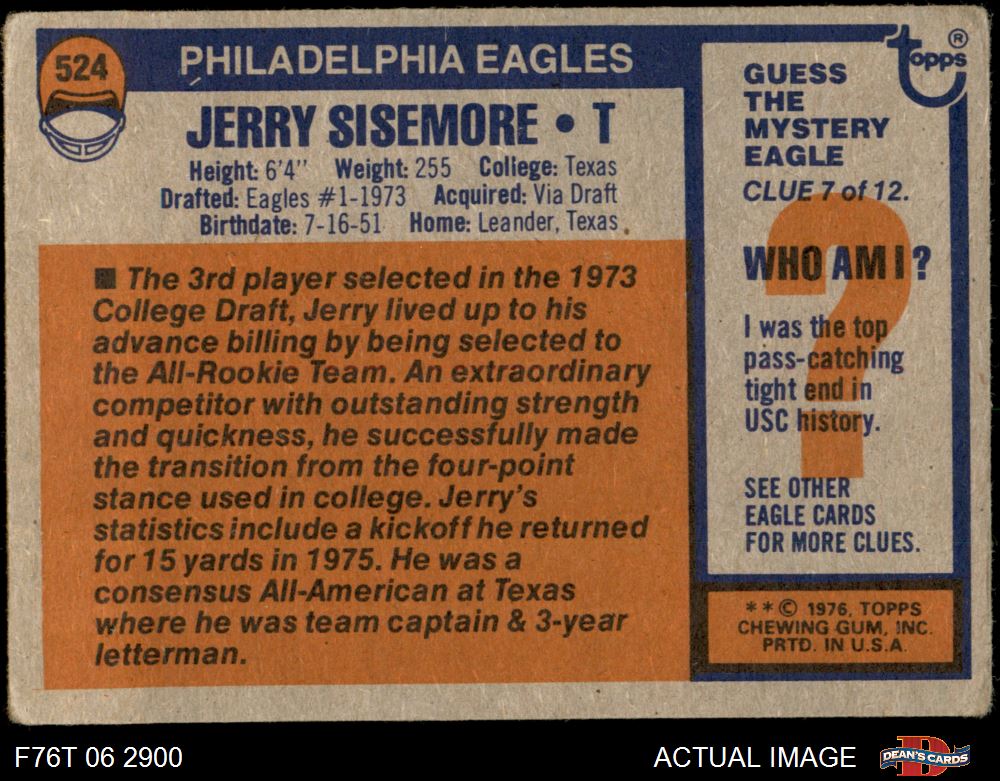 524
PHILADELPHIA EAGLES
JERRY SISEMORE • T
Height: 6'4'' Weight: 255 College: Texas
Drafted: Eagles #1-1973 Acquired: Via Draft
Birthdate: 7-16-51 Home: Leander, Texas
■ The 3rd player selected in the 1973
College Draft, Jerry lived up to his
advance billing by being selected to
the All-Rookie Team. An extraordinary
competitor with outstanding strength
and quickness, he successfully made
the transition from the four-point
stance used in college. Jerry's
statistics include a kickoff he returned
for 15 yards in 1975. He was a
consensus All-American at Texas
where he was team captain & 3-year
letterman.
topps ®
GUESS
THE
MYSTERY
EAGLE
CLUE 7 of 12.
WHO AM I?
I was the top
pass-catching
tight end in
USC history.
SEE OTHER
EAGLE CARDS
FOR MORE CLUES.
**© 1976, TOPPS
CHEWING GUM, INC.
PRTD. IN U.S.A.
F76T 06 2900
ACTUAL IMAGE
DEAN'S CARDS